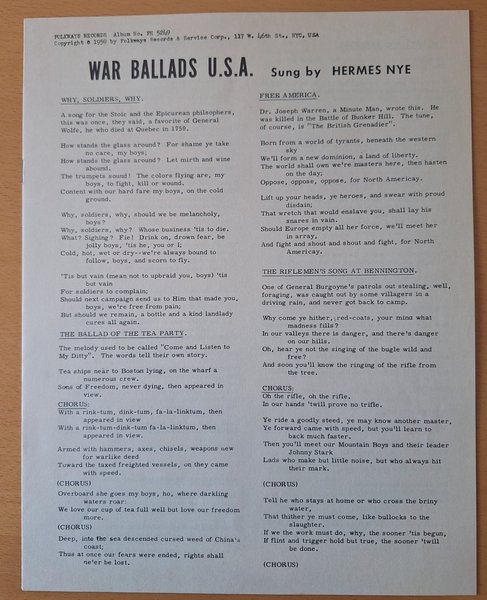 FOLKWAYS RECORDS Album No. FH 5249
Copyright © 1959 by Folkways Records & Service Corp., 117 W. 46th St., NYC, USA
WAR BALLADS U.S.A. Sung by HERMES NYE
WHY, SOLDIERS, WHY.
A song for the Stoic and the Epicurean philsophers,
this was once, they said, a favorite of General
Wolfe, he who died at Quebec in 1759.
How stands the glass around? For shame ye take
no care, my boys;
How stands the glass around? Let mirth and wine
abound.
The trumpets sound! The colors flying are, my
boys, to fight, kill or wound.
Content with our hard fare my boys, on the cold
ground.
Why, soldiers, why, should we be melancholy,
boys?
Why, soldiers, why? Whose business 'tis to die.
What? Sighing? Fie! Drink on, drown fear, be
jolly boys, 'tis he, you or I;
Cold, hot, wet or dry--we're always bound to
follow, boys, and scorn to fly.
'Tis but vain (mean not to upbraid you, boys) 'tis
but vain
For soldiers to complain;
Should next campaign send us to Him that made you,
boys, we're free from pain;
But should we remain, a bottle and a kind landlady
cures all again.
THE BALLAD OF THE TEA PARTY.
The melody used to be called "Come and Listen to
My Ditty". The words tell their own story.
Tea ships near to Boston lying, on the wharf a
numerous crew.
Sons of Freedom, never dying, then appeared in
view.
CHORUS:
With a rink-tum, dink-tum, fa-la-linktum, then
appeared in view
With a rink-tum-dink-tum fa-la-linktum, then
appeared in view.
Armed with hammers, axes, chisels, weapons new
for warlike deed
Toward the taxed freighted vessels, on they came
with speed.
(CHORUS)
Overboard she goes my boys, ho, where darkling
waters roar:
We love our cup of tea full well but love our freedom
more.
(CHORUS)
Deep, into the sea descended cursed weed of China's
coast;
Thus at once our fears were ended, rights shall
ne'er be lost.
FREE AMERICA.
Dr. Joseph Warren, a Minute Man, wrote this. He
was killed in the Battle of Bunker Hill. The tune,
of course, is "The British Grenadier".
Born from a world of tyrants, beneath the western
sky
We'll form a new dominion, a land of liberty.
The world shall own we're masters here, then hasten
on the day;
Oppose, oppose, oppose, for North Americay.
Lift up your heads, ye heroes, and swear with proud
disdain;
That wretch that would enslave you, shall lay his
snares in vain.
Should Europe empty all her force, we'll meet her
in array,
And fight and shout and shout and fight, for North
Americay.
THE RIFLEMEN'S SONG AT BENNINGTON.
One of General Burgoyne's patrols out stealing, well,
foraging, was caught out by some villagers in a
driving rain, and never got back to camp.
Why come ye hither, red-coats, your mind what
madness fills?
In our valleys there is danger, and there's danger
on our hills.
Oh, hear ye not the singing of the bugle wild and
free?
And soon you'll know the ringing of the rifle from
the tree.
CHORUS:
Oh the rifle, oh the rifle.
In our hands 'twill prove no trifle.
Ye ride a goodly steed, ye may know another master,
Ye forward came with speed, but you'll learn to
back much faster.
Then you'll meet our Mountain Boys and their leader
Johnny Stark
Lads who make but little noise, but who always hit
their mark.
(CHORUS)
Tell he who stays at home or who cross the briny
water,
That thither ye must come, like bullocks to the
slaughter.
If we the work must do, why, the sooner 'tis begun,
If flint and trigger hold but true, the sooner 'twill
be done.
(CHORUS)